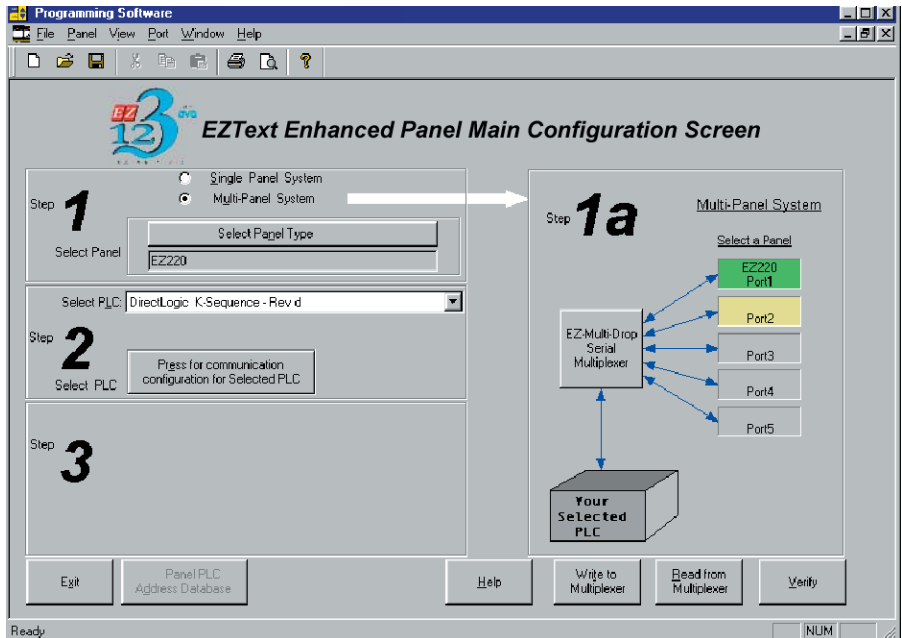 Programming Software
File Panel View Port Window Help
EZ 3
12
EZText Enhanced Panel Main Configuration Screen
Step 1
Select Panel
Single Panel System
Multi-Panel System
Select Panel Type
EZ220
Step 1a
Multi-Panel System
Select a Panel
EZ220
Port1
Port2
Port3
Port4
Port5
EZ-Multi-Drop
Serial
Multiplexer
Your
Selected
PLC
Select PLC: DirectLogic K-Sequence - Rev d
Step 2
Select PLC
Press for communication
configuration for Selected PLC
Step 3
Exit
Panel PLC
Address Database
Help
Write to
Multiplexer
Read from
Multiplexer
Verify
Ready
NUM